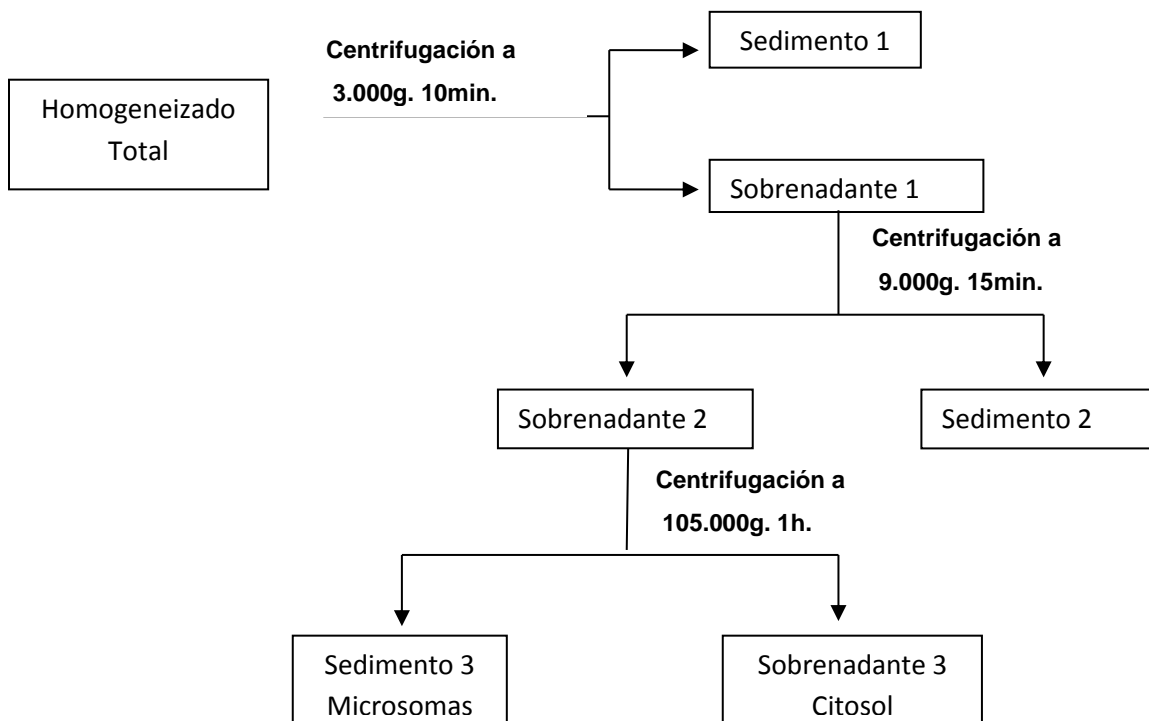 Centrifugación a
3.000g. 10min.
Sedimento 1
Homogeneizado
Total
Sobrenadante 1
Centrifugación a
9.000g. 15min.
Sobrenadante 2
Sedimento 2
Centrifugación a
105.000g. 1h.
Sedimento 3
Microsomas
Sobrenadante 3
Citosol